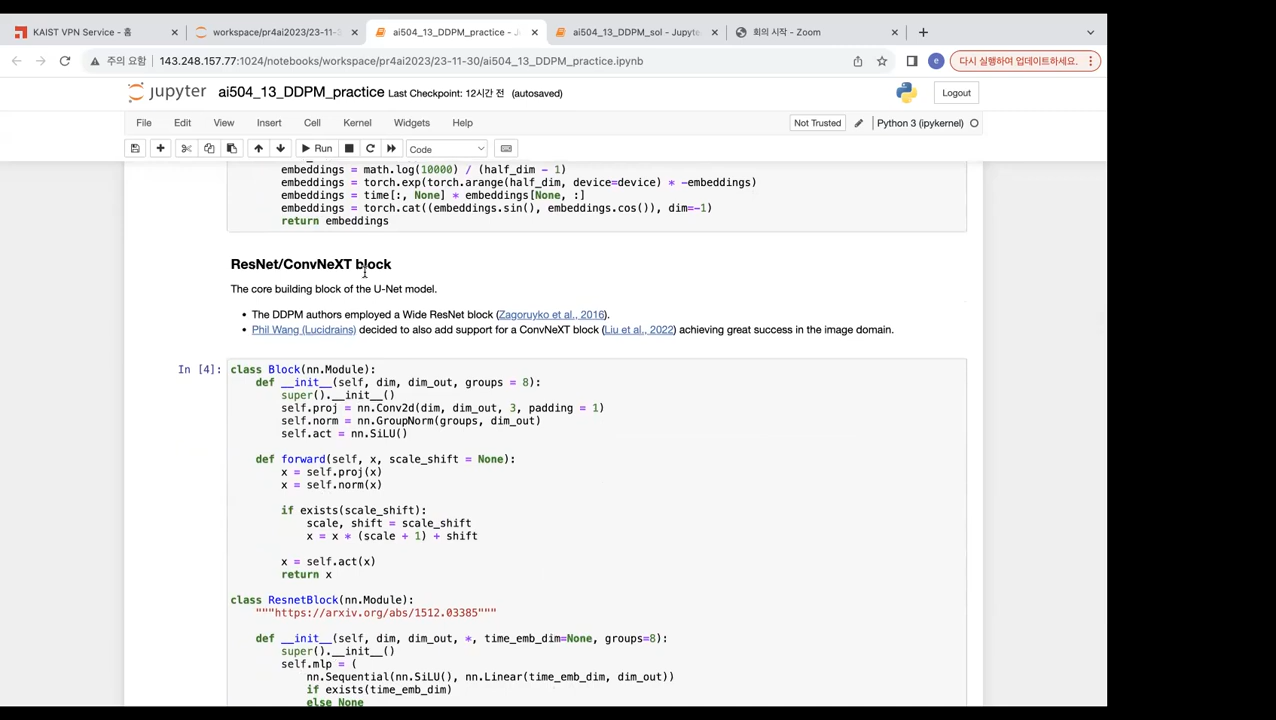 KAIST VPN Service - 홈
workspace/pr4ai2023/23-11-3
ai504_13_DDPM_practice - J
ai504_13_DDPM_sol - Jupyte
회의 시작 - Zoom
주의 요함 143.248.157.77:1024/notebooks/workspace/pr4ai2023/23-11-30/ai504_13_DDPM_practice.ipynb
e
다시 실행하여 업데이트하세요.
jupyter ai504_13_DDPM_practice Last Checkpoint: 12시간 전 (autosaved)
Logout
File Edit View Insert Cell Kernel Widgets Help
Not Trusted
Python 3 (ipykernel)
Run
Code
embeddings = math.log(10000) / (half_dim - 1)
embeddings = torch.exp(torch.arange(half_dim, device=device) * -embeddings)
embeddings = time[:, None] * embeddings[None, :]
embeddings = torch.cat((embeddings.sin(), embeddings.cos()), dim=-1)
return embeddings
ResNet/ConvNeXT block
The core building block of the U-Net model.
• The DDPM authors employed a Wide ResNet block (Zagoruyko et al., 2016).
• Phil Wang (Lucidrains) decided to also add support for a ConvNeXT block (Liu et al., 2022) achieving great success in the image domain.
In [4]:
class Block(nn.Module):
def __init__(self, dim, dim_out, groups = 8):
super().__init__()
self.proj = nn.Conv2d(dim, dim_out, 3, padding = 1)
self.norm = nn.GroupNorm(groups, dim_out)
self.act = nn.SiLU()
def forward(self, x, scale_shift = None):
x = self.proj(x)
x = self.norm(x)
if exists(scale_shift):
scale, shift = scale_shift
x = x * (scale + 1) + shift
x = self.act(x)
return x
class ResnetBlock(nn.Module):
"""https://arxiv.org/abs/1512.03385"""
def __init__(self, dim, dim_out, *, time_emb_dim=None, groups=8):
super().__init__()
self.mlp = (
nn.Sequential(nn.SiLU(), nn.Linear(time_emb_dim, dim_out))
if exists(time_emb_dim)
else None